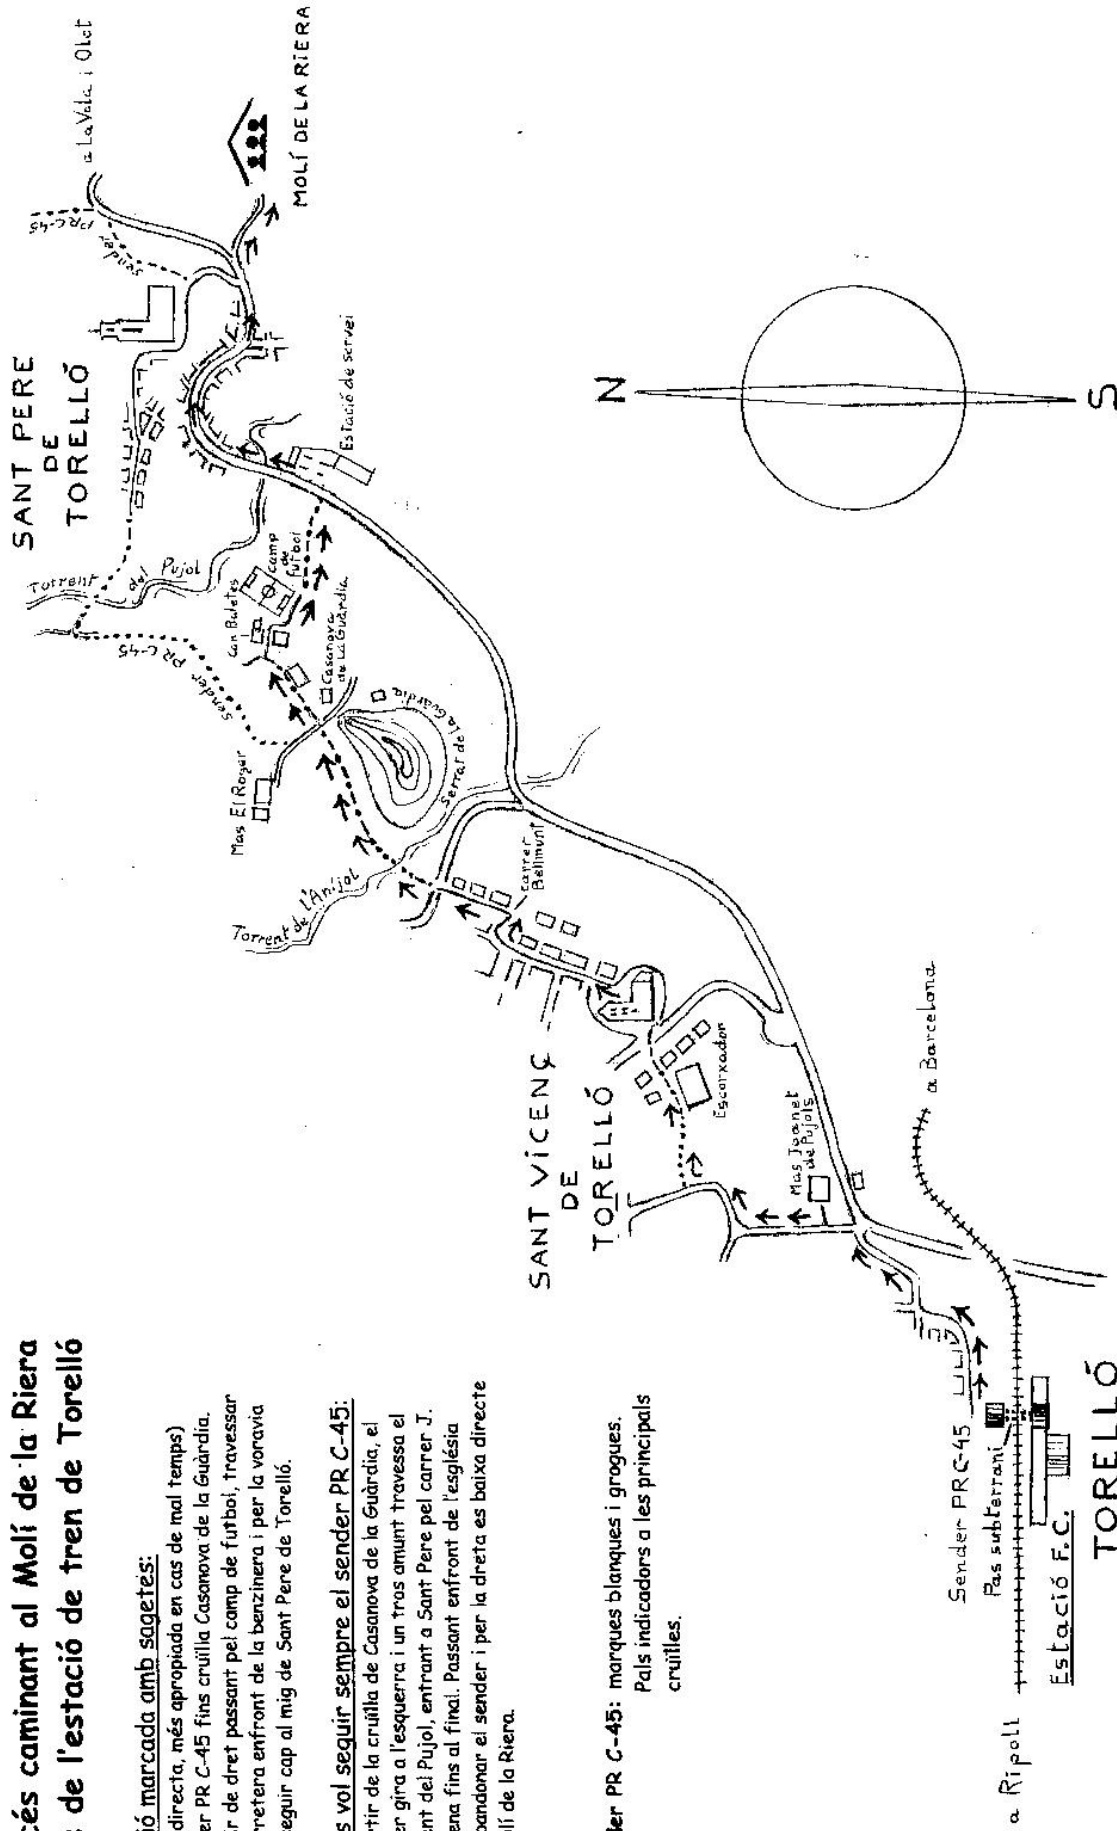 cés caminant al Molí de la Riera
de l'estació de tren de Torelló
ió marcada amb sagetes:
directa, més apropiada en cas de mal temps)
er PR C-45 fins cruïlla Casanova de la Guàrdia.
ir de dret passant pel camp de futbol, travessar
rretera enfront de la benzinera i per la voravia
eguir cap al mig de Sant Pere de Torelló.
s vol seguir sempre el sender PR C-45:
rtir de la cruïlla de Casanova de la Guàrdia, el
er gira a l'esquerra i un tros amunt travessa el
nt del Pujol, entrant a Sant Pere pel carrer J.
ena fins al final. Passant enfront de l'església
bandonar el sender i per la dreta es baixa directe
lí de la Riera.
der PR C-45: marques blanques i grogues.
Pals indicadors a les principals
cruïlles.
SANT PERE
DE
TORELLÓ
a La Vola i Olot
PR C-45
Sender
MOLÍ DE LA RIERA
Estació de servei
Torrent
del
Pujol
Camp
de
futbol
Can Buletes
Casanova
de La Guàrdia
Sender PR C-45
Mas El Roger
Serrat de La Guàrdia
Torrent de l'Aníjol
Carrer
Bellmunt
SANT VICENÇ
DE
TORELLÓ
Escorxador
Mas Joanet
de Pujols
a Barcelona
Sender PR C-45
Pas subterrani
Estació F.C.
TORELLÓ
a Ripoll
N
S